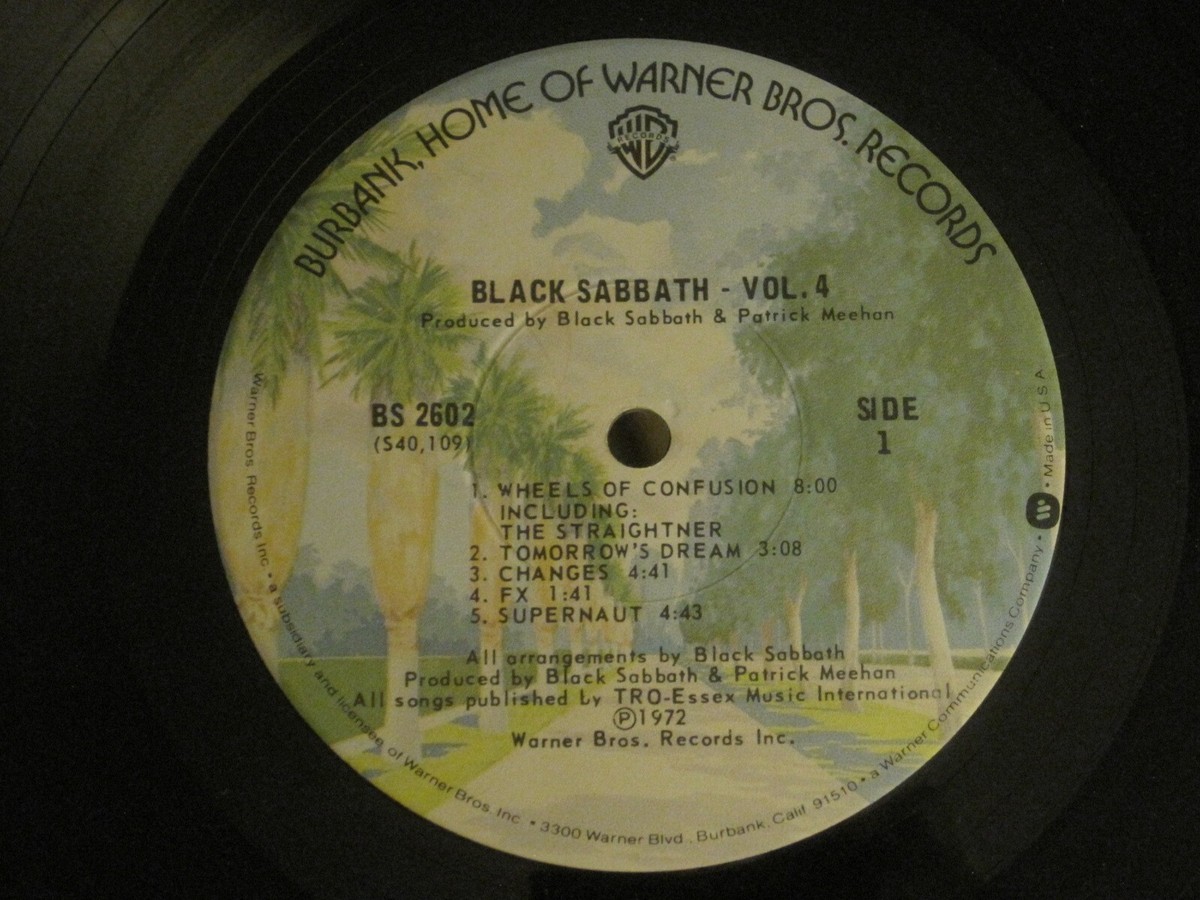 BURBANK, HOME OF WARNER BROS. RECORDS
WB
RECORDS
®
BLACK SABBATH - VOL. 4
Produced by Black Sabbath & Patrick Meehan
BS 2602
(S40,109)
SIDE
1
1. WHEELS OF CONFUSION 8:00
INCLUDING:
THE STRAIGHTNER
2. TOMORROW'S DREAM 3:08
3. CHANGES 4:41
4. FX 1:41
5. SUPERNAUT 4:43
All arrangements by Black Sabbath
Produced by Black Sabbath & Patrick Meehan
All songs published by TRO-Essex Music International
Ⓟ1972
Warner Bros. Records Inc.
Warner Bros. Records Inc. • a subsidiary and licensee of Warner Bros. Inc. • 3300 Warner Blvd., Burbank, Calif. 91510 • a Warner Communications Company • Made in U.S.A.